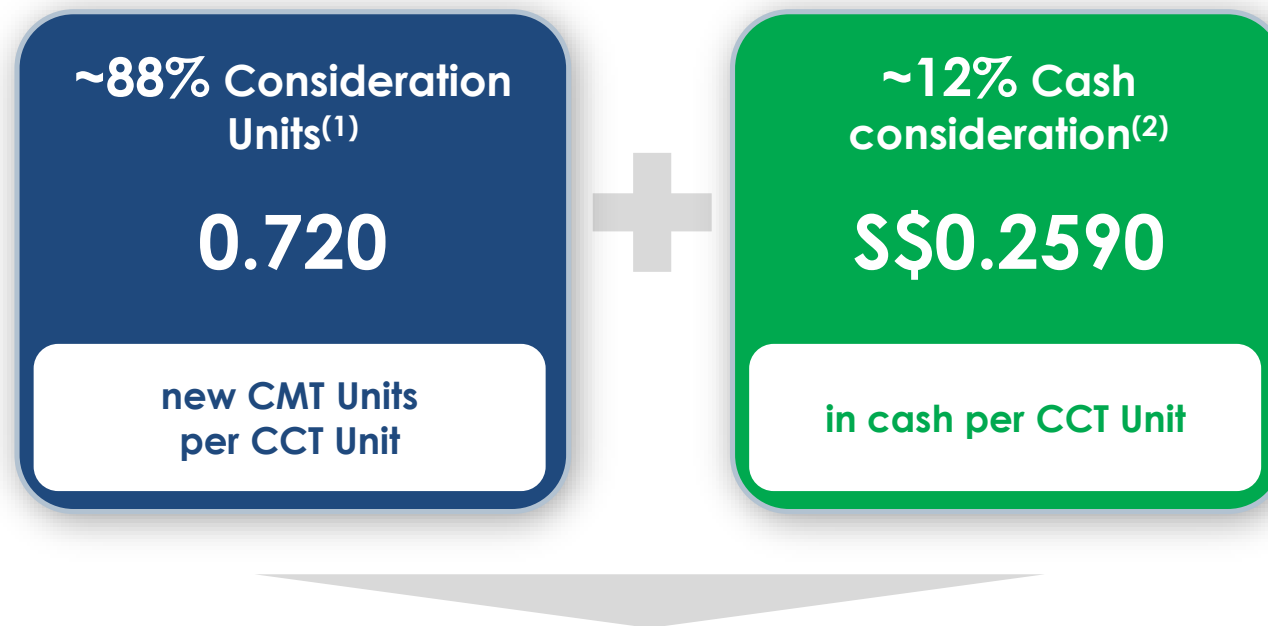 ~88% Consideration
Units(1)
0.720
new CMT Units
per CCT Unit
~12% Cash
consideration(2)
S$0.2590
in cash per CCT Unit